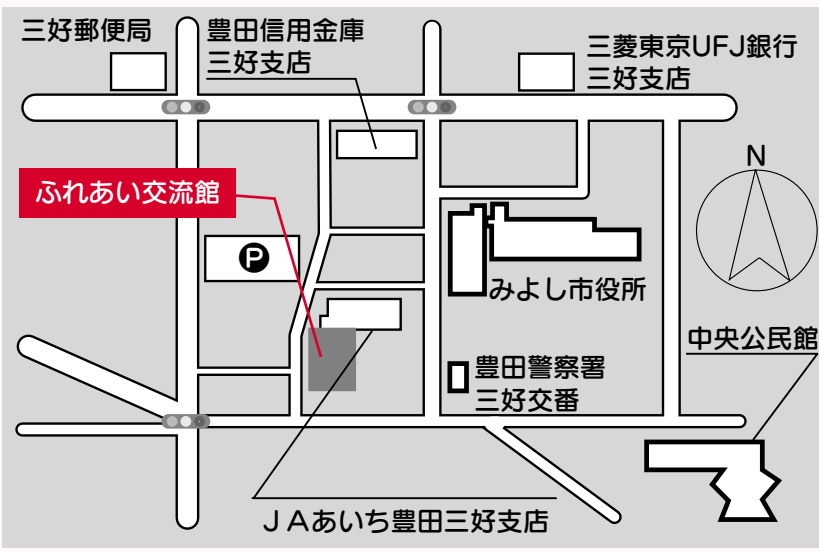 三好郵便局
豊田信用金庫
三好支店
三菱東京UFJ銀行
三好支店
N
ふれあい交流館
P
みよし市役所
中央公民館
豊田警察署
三好交番
JAあいち豊田三好支店